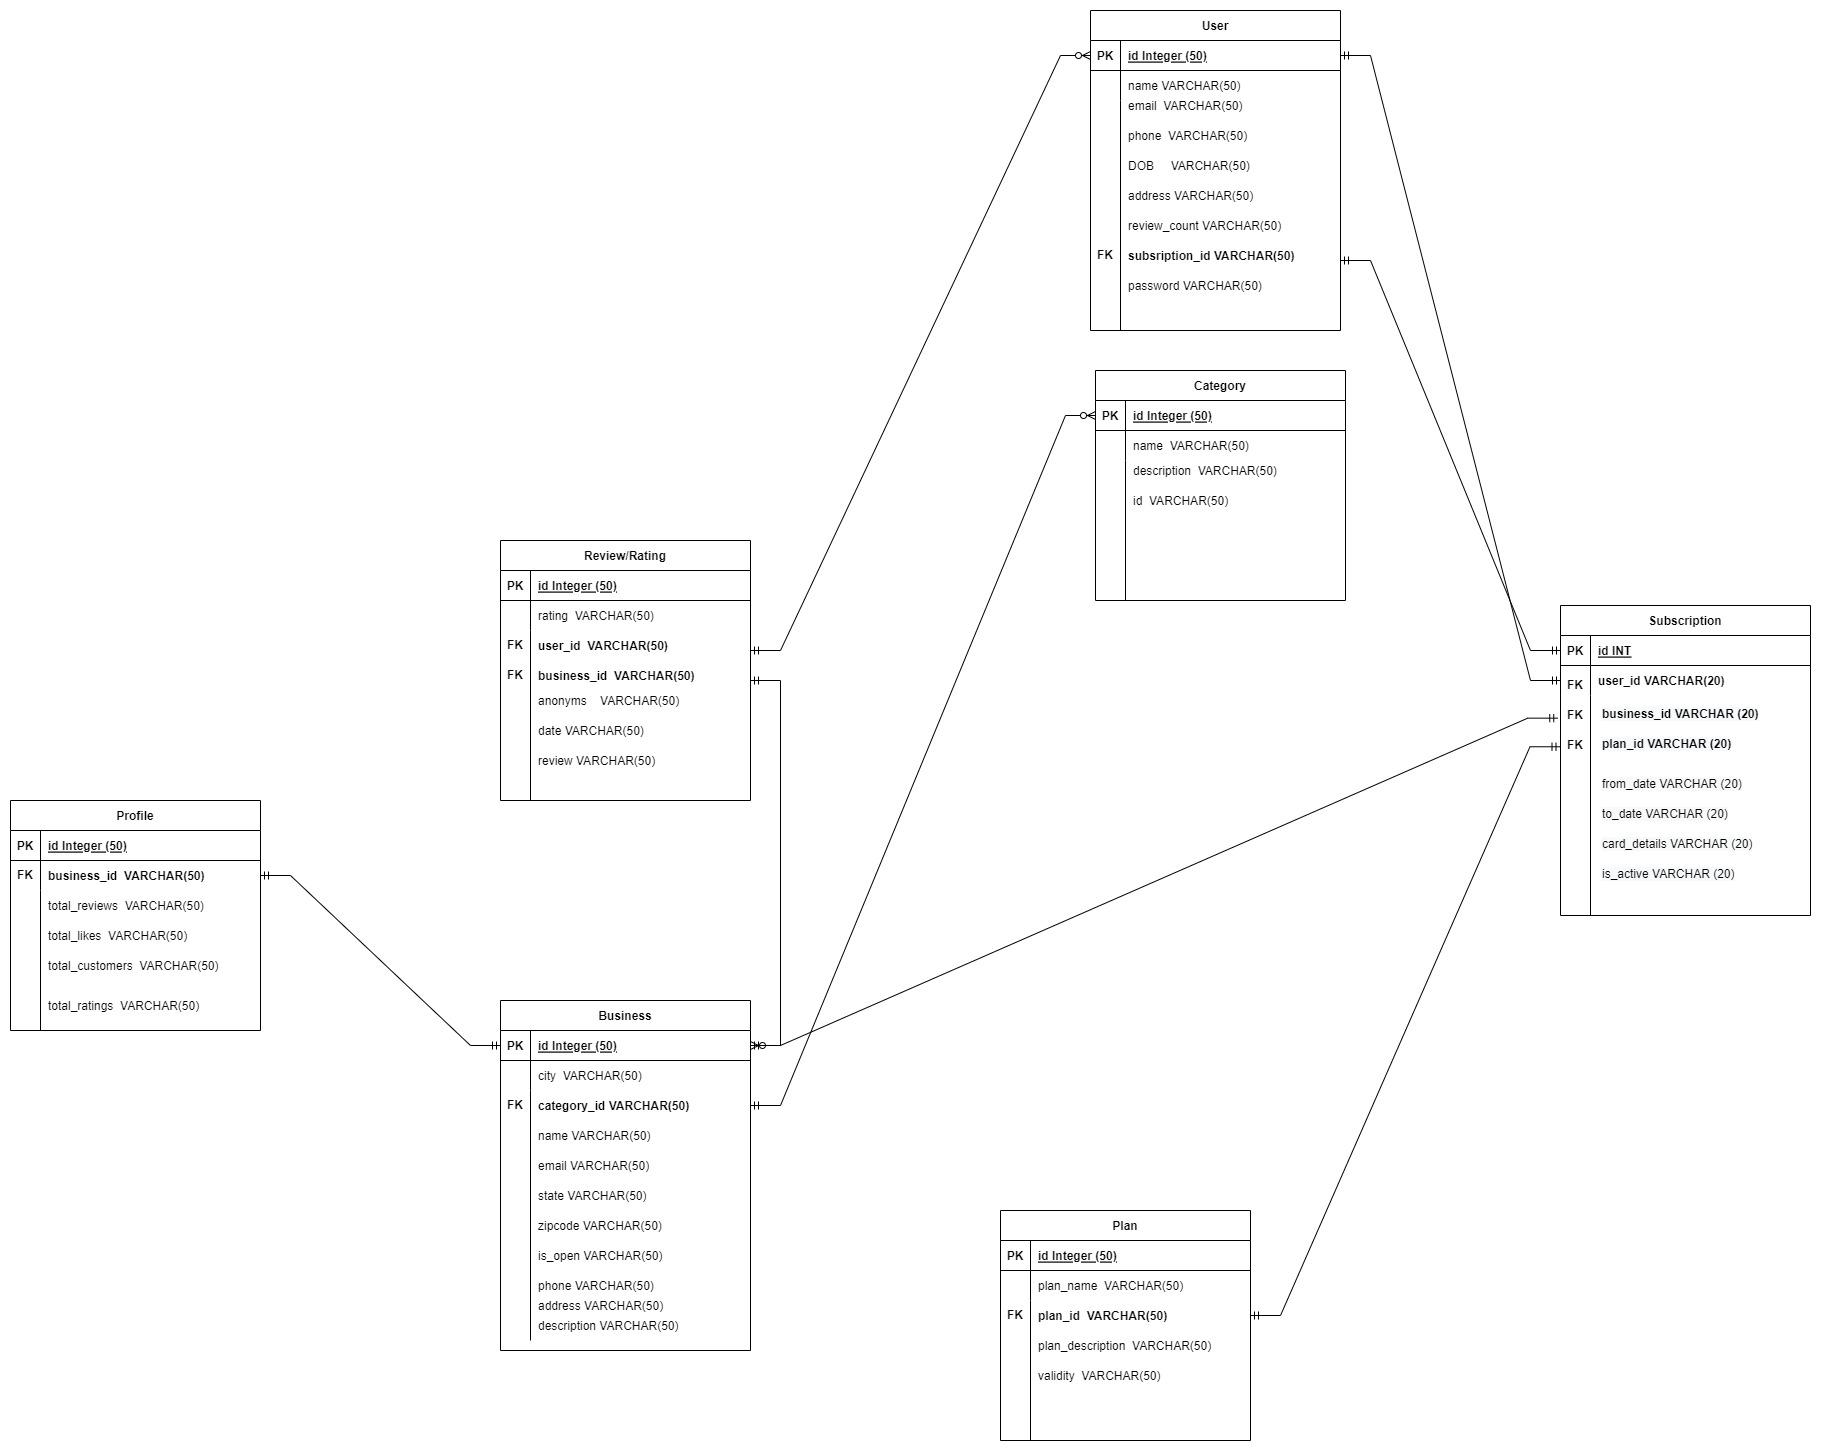 User
PK id Integer (50)
name VARCHAR(50)
email VARCHAR(50)
phone VARCHAR(50)
DOB VARCHAR(50)
address VARCHAR(50)
review_count VARCHAR(50)
FK subsription_id VARCHAR(50)
password VARCHAR(50)
Category
PK id Integer (50)
name VARCHAR(50)
description VARCHAR(50)
id VARCHAR(50)
Review/Rating
PK id Integer (50)
rating VARCHAR(50)
FK user_id VARCHAR(50)
FK business_id VARCHAR(50)
anonyms VARCHAR(50)
date VARCHAR(50)
review VARCHAR(50)
Subscription
PK id INT
FK user_id VARCHAR(20)
FK business_id VARCHAR (20)
FK plan_id VARCHAR (20)
from_date VARCHAR (20)
to_date VARCHAR (20)
card_details VARCHAR (20)
is_active VARCHAR (20)
Profile
PK id Integer (50)
FK business_id VARCHAR(50)
total_reviews VARCHAR(50)
total_likes VARCHAR(50)
total_customers VARCHAR(50)
total_ratings VARCHAR(50)
Business
PK id Integer (50)
city VARCHAR(50)
FK category_id VARCHAR(50)
name VARCHAR(50)
email VARCHAR(50)
state VARCHAR(50)
zipcode VARCHAR(50)
is_open VARCHAR(50)
phone VARCHAR(50)
address VARCHAR(50)
description VARCHAR(50)
Plan
PK id Integer (50)
plan_name VARCHAR(50)
FK plan_id VARCHAR(50)
plan_description VARCHAR(50)
validity VARCHAR(50)